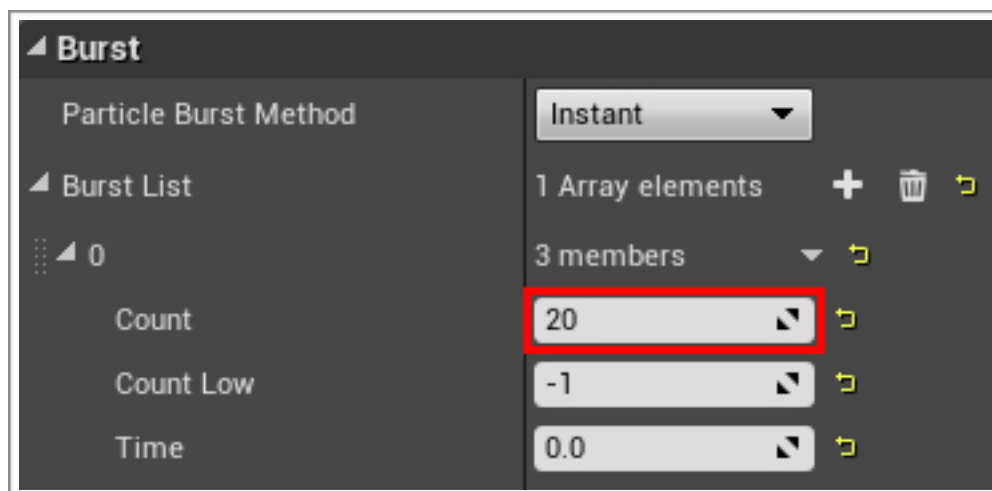 Burst
Particle Burst Method Instant
Burst List 1 Array elements
0 3 members
Count 20
Count Low -1
Time 0.0